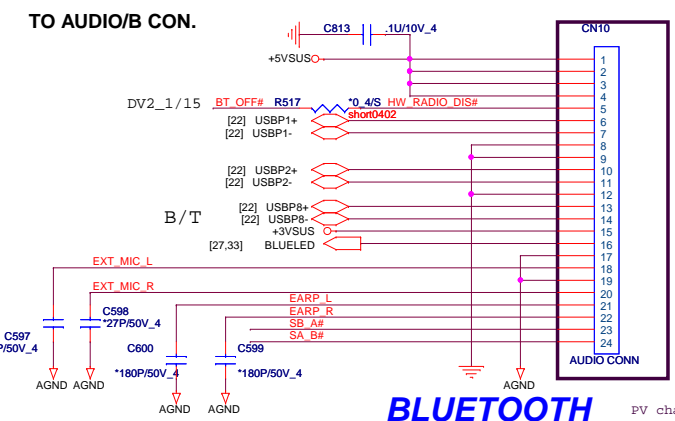 TO AUDIO/B CON.
C813 .1U/10V_4 CN10
+5VSUS
1
2
3
4
DV2_1/15 BT_OFF# R517 *0_4/S HW_RADIO_DIS# 5
short0402
[22] USBP1+ 6
[22] USBP1- 7
8
9
[22] USBP2+ 10
[22] USBP2- 11
12
B/T [22] USBP8+ 13
[22] USBP8- 14
+3VSUS 15
[27,33] BLUELED 16
17
EXT_MIC_L 18
19
EXT_MIC_R 20
EARP_L 21
EARP_R 22
SB_A# 23
SA_B# 24
C598
*27P/50V_4
C597
P/50V_4
C600 C599
*180P/50V_4 *180P/50V_4
AUDIO CONN
AGND AGND AGND
AGND AGND
BLUETOOTH PV cha